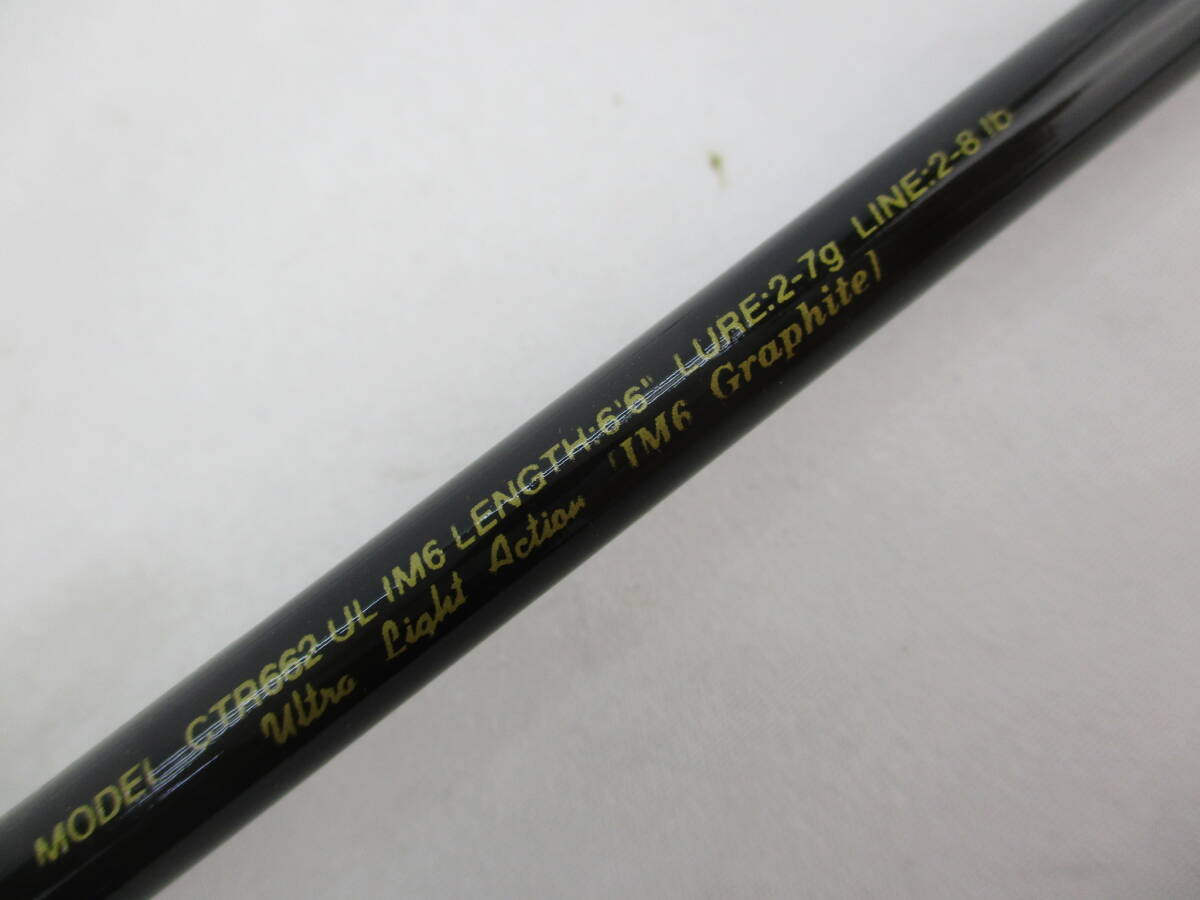 MODEL CTR662-UL IM6 LENGTH:6'6" LURE:2-7g LINE:2-8 lb
Ultra Light Action [IM6 Graphite]